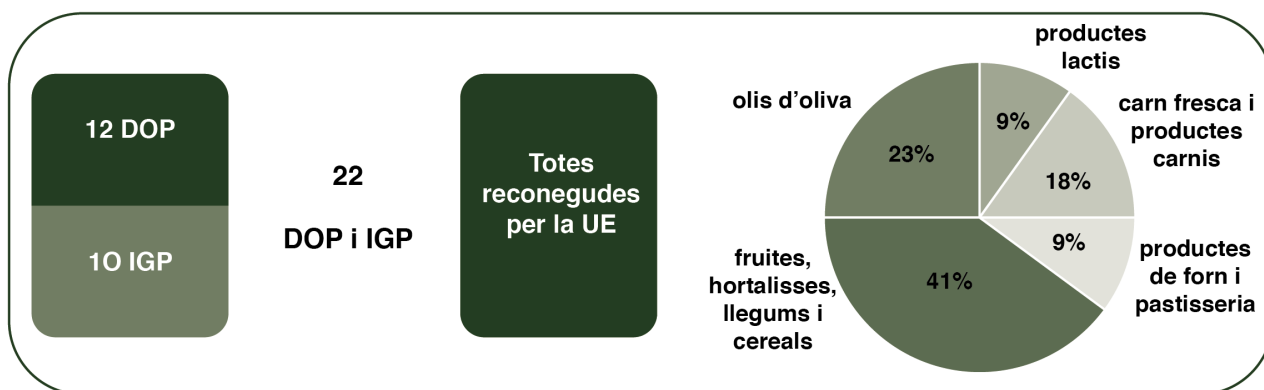 12 DOP
10 IGP
22
DOP i IGP
Totes
reconegudes
per la UE
olis d’oliva
23%
productes
lactis
9%
carn fresca i
productes
carnis
18%
9%
productes
de forn i
pastisseria
fruites,
hortalisses,
llegums i
cereals
41%